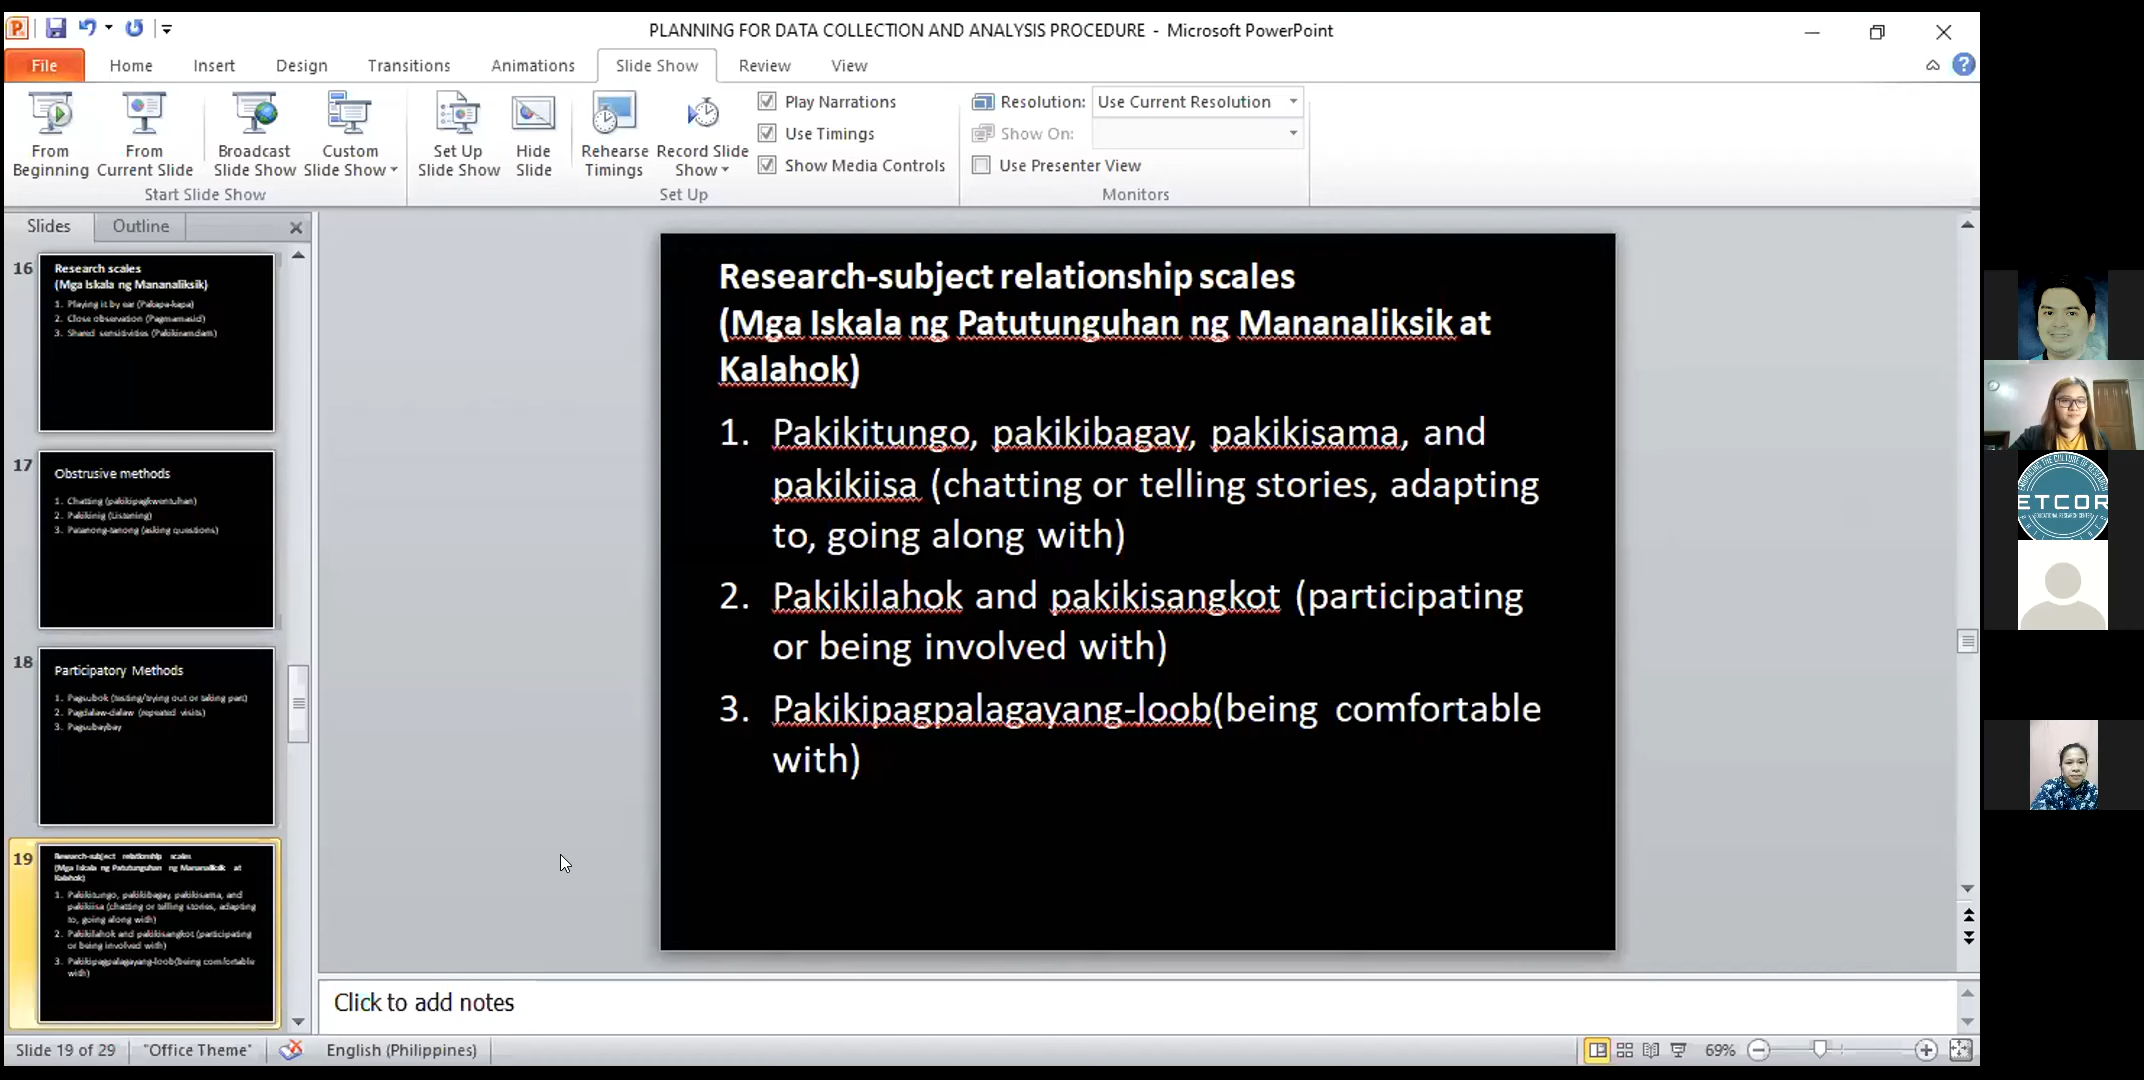 PLANNING FOR DATA COLLECTION AND ANALYSIS PROCEDURE - Microsoft PowerPoint
File Home Insert Design Transitions Animations Slide Show Review View
From Beginning
From Current Slide
Broadcast Slide Show
Custom Slide Show
Set Up Slide Show
Hide Slide
Rehearse Timings
Record Slide Show
Play Narrations
Use Timings
Show Media Controls
Resolution: Use Current Resolution
Show On:
Use Presenter View
Start Slide Show
Set Up
Monitors
Slides Outline
16
Research scales
(Mga Iskala ng Mananaliksik)
1. Playing it by ear (Pakapa-kapa)
2. Close observation (Pagmamasid)
3. Shared sensitivities (Pakikiramdam)
17
Obstrusive methods
1. Chatting (pakikipagkwentuhan)
2. Pakikinig (Listening)
3. Patanong-tanong (asking questions)
18
Participatory Methods
1. Pagsubok (testing/trying out or taking part)
2. Pagdalaw-dalaw (repeated visits)
3. Pagsubaybay
19
Research-subject relationship scales
(Mga Iskala ng Patutunguhan ng Mananaliksik at
Kalahok)
1. Pakikitungo, pakikibagay, pakikisama, and
pakikiisa (chatting or telling stories, adapting
to, going along with)
2. Pakikilahok and pakikisangkot (participating
or being involved with)
3. Pakikipagpalagayang-loob(being comfortable
with)
Research-subject relationship scales
(Mga Iskala ng Patutunguhan ng Mananaliksik at
Kalahok)
1. Pakikitungo, pakikibagay, pakikisama, and
pakikiisa (chatting or telling stories, adapting
to, going along with)
2. Pakikilahok and pakikisangkot (participating
or being involved with)
3. Pakikipagpalagayang-loob(being comfortable
with)
ETCOR
EDUCATIONAL RESEARCH CENTER
Click to add notes
Slide 19 of 29 "Office Theme" English (Philippines) 69%